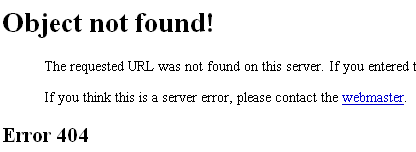 Object not found!
The requested URL was not found on this server. If you entered t
If you think this is a server error, please contact the webmaster.
Error 404